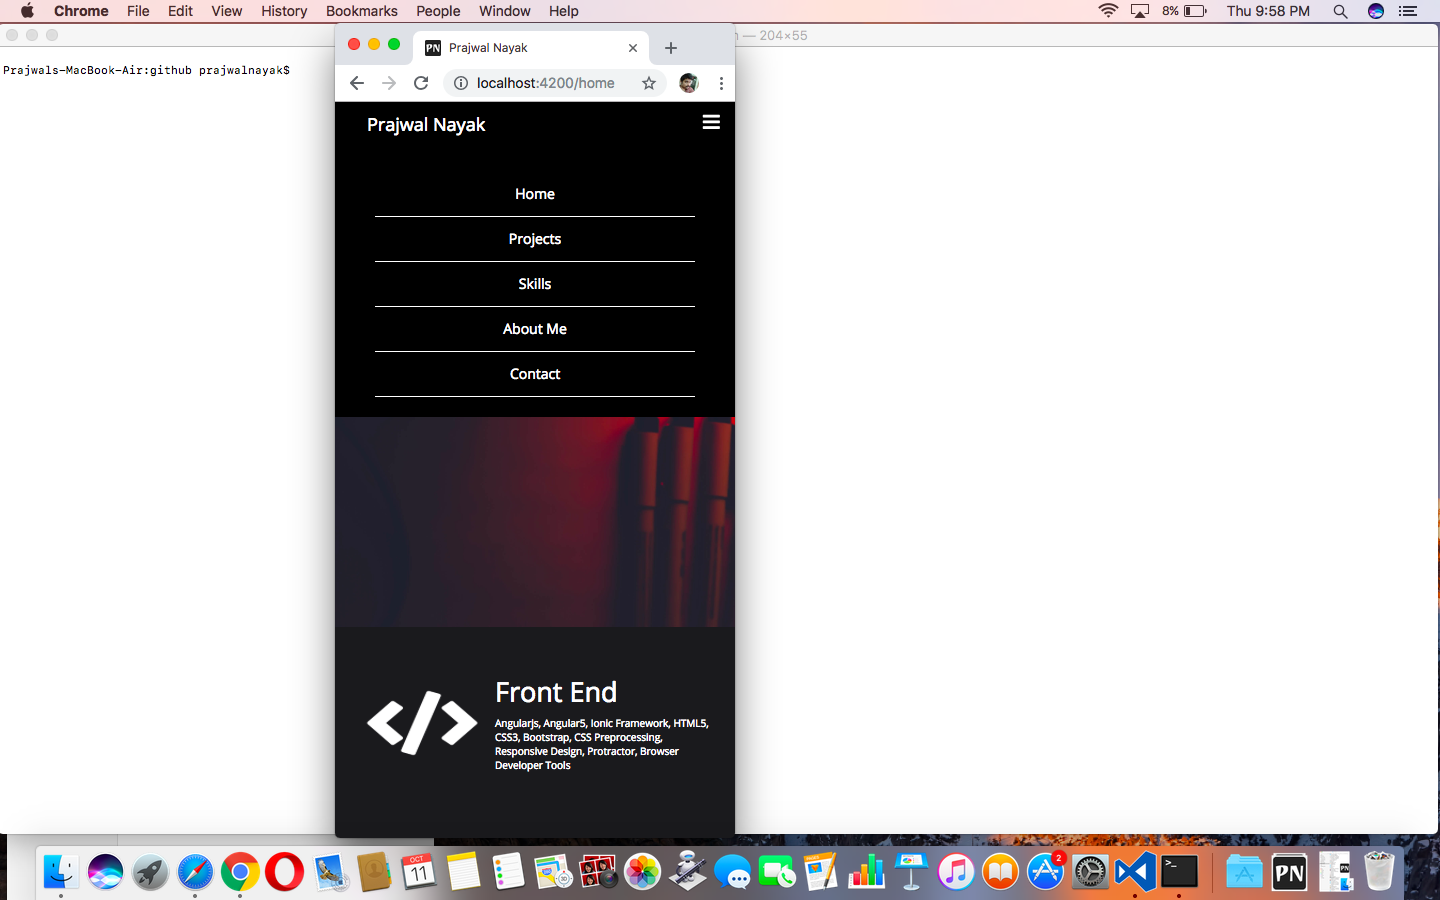 Chrome File Edit View History Bookmarks People Window Help 8% Thu 9:58 PM
— 204×55
PN Prajwal Nayak
Prajwals-MacBook-Air:github prajwalnayak$
localhost:4200/home
Prajwal Nayak
Home
Projects
Skills
About Me
Contact
Front End
Angularjs, Angular5, Ionic Framework, HTML5,
CSS3, Bootstrap, CSS Preprocessing,
Responsive Design, Protractor, Browser
Developer Tools
OCT
11
2
>_
PN